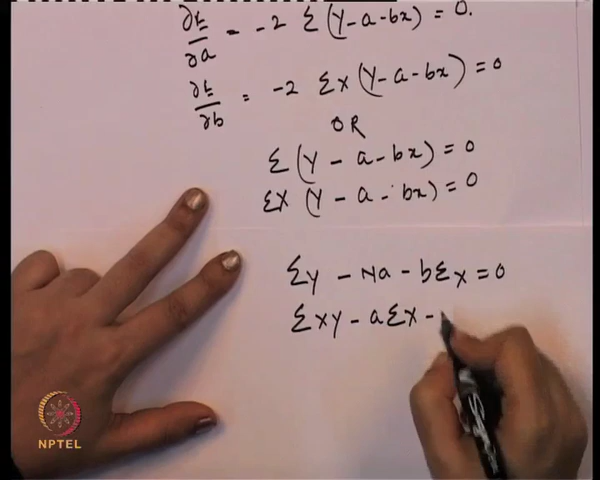 ∂E/∂a = -2 Σ(Y-a-bx) = 0.
∂E/∂b = -2 Σx(Y-a-bx) = 0
OR
Σ(Y - a - bx) = 0
Σx (Y - a - bx) = 0
Σy - Na - bΣx = 0
Σxy - aΣx -
NPTEL